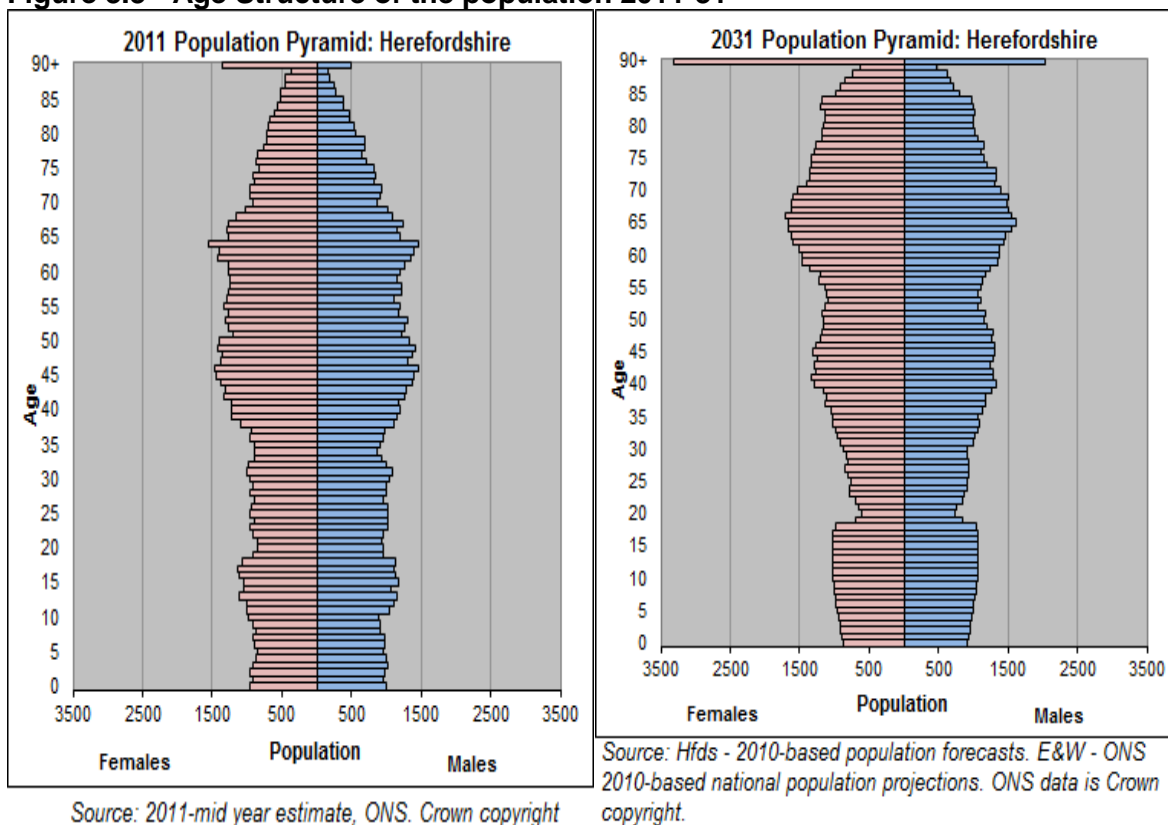 Figure - Age Structure of the population 2011-31
2011 Population Pyramid: Herefordshire
90+
85
80
75
70
65
60
55
50
45
40
35
30
25
20
15
10
5
0
Age
3500 2500 1500 500 500 1500 2500 3500
Population
Females Males
Source: 2011-mid year estimate, ONS. Crown copyright
2031 Population Pyramid: Herefordshire
90+
85
80
75
70
65
60
55
50
45
40
35
30
25
20
15
10
5
0
Age
3500 2500 1500 500 500 1500 2500 3500
Population
Females Males
Source: Hfds - 2010-based population forecasts. E&W - ONS
2010-based national population projections. ONS data is Crown
copyright.